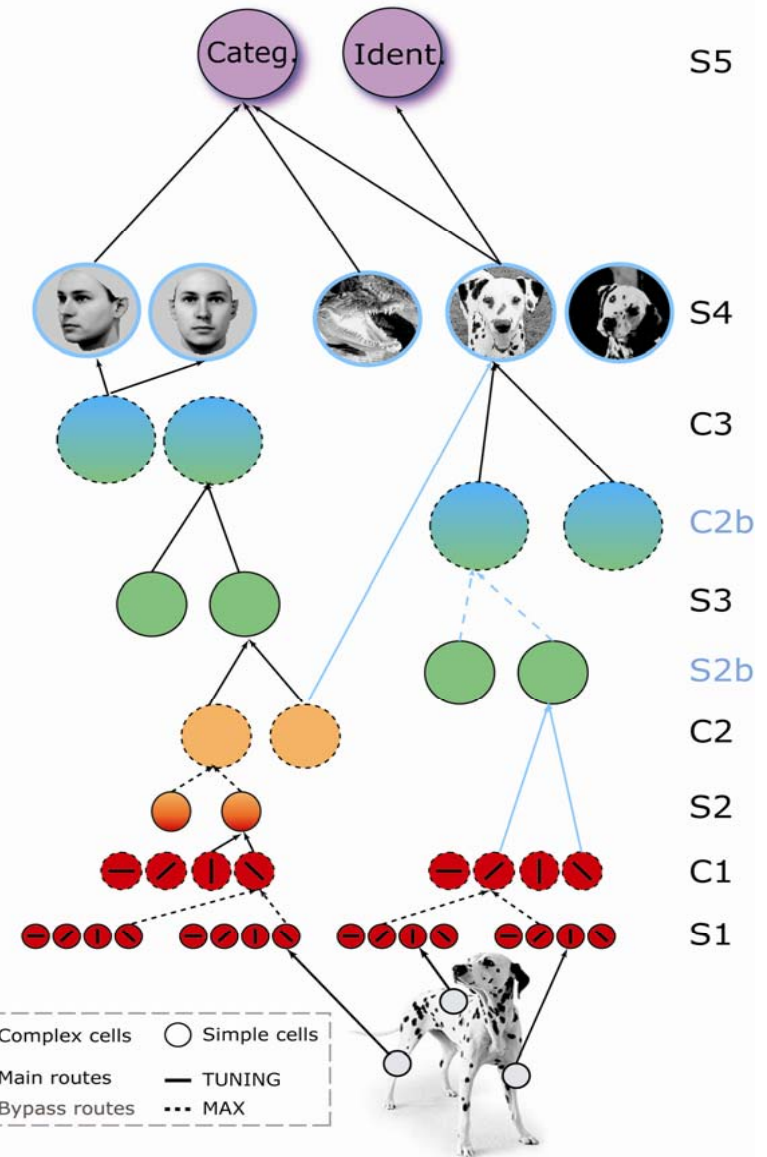 Categ.
Ident.
S5
S4
C3
C2b
S3
S2b
C2
S2
C1
S1
Complex cells
Simple cells
Main routes
TUNING
Bypass routes
MAX